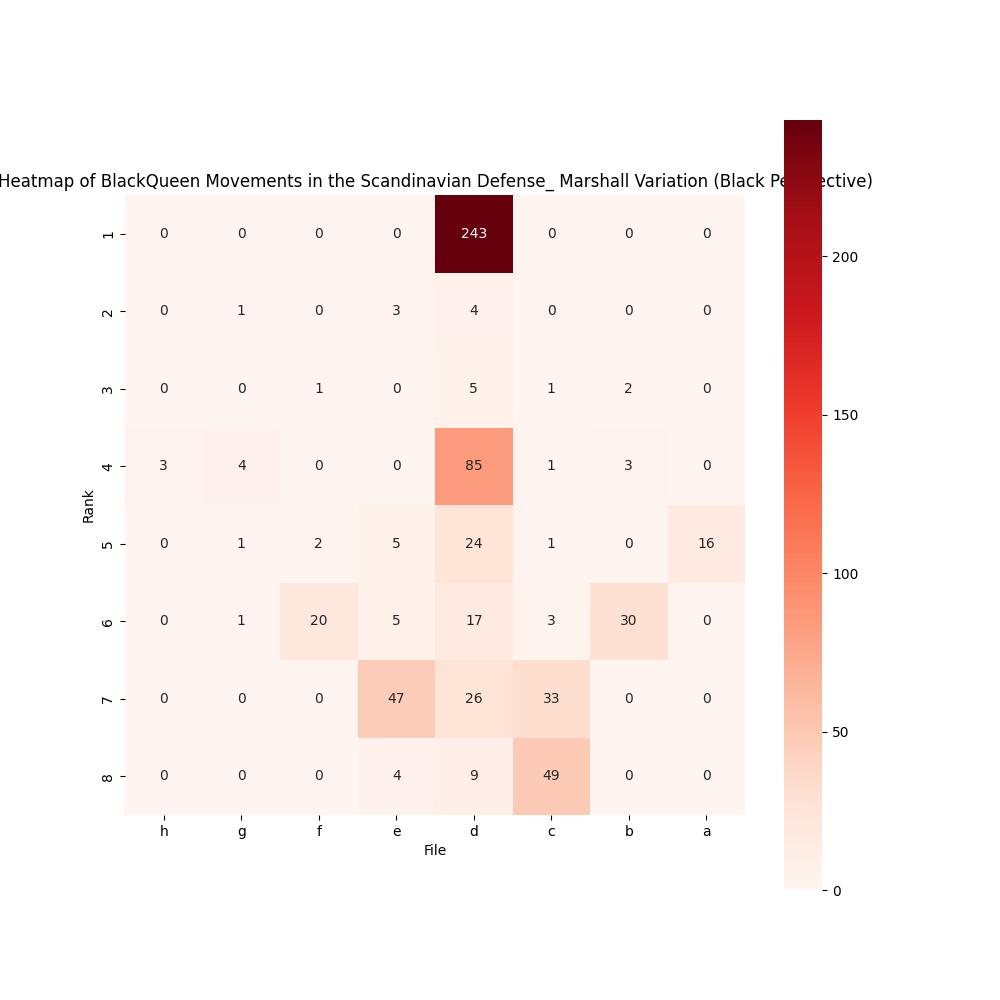 Heatmap of BlackQueen Movements in the Scandinavian Defense_ Marshall Variation (Black Pe ective)
1 0 0 0 0 243 0 0 0
2 0 1 0 3 4 0 0 0
3 0 0 1 0 5 1 2 0
4 3 4 0 0 85 1 3 0
Rank
5 0 1 2 5 24 1 0 16
6 0 1 20 5 17 3 30 0
7 0 0 0 47 26 33 0 0
8 0 0 0 4 9 49 0 0
h g f e d c b a
File
200
150
100
50
0